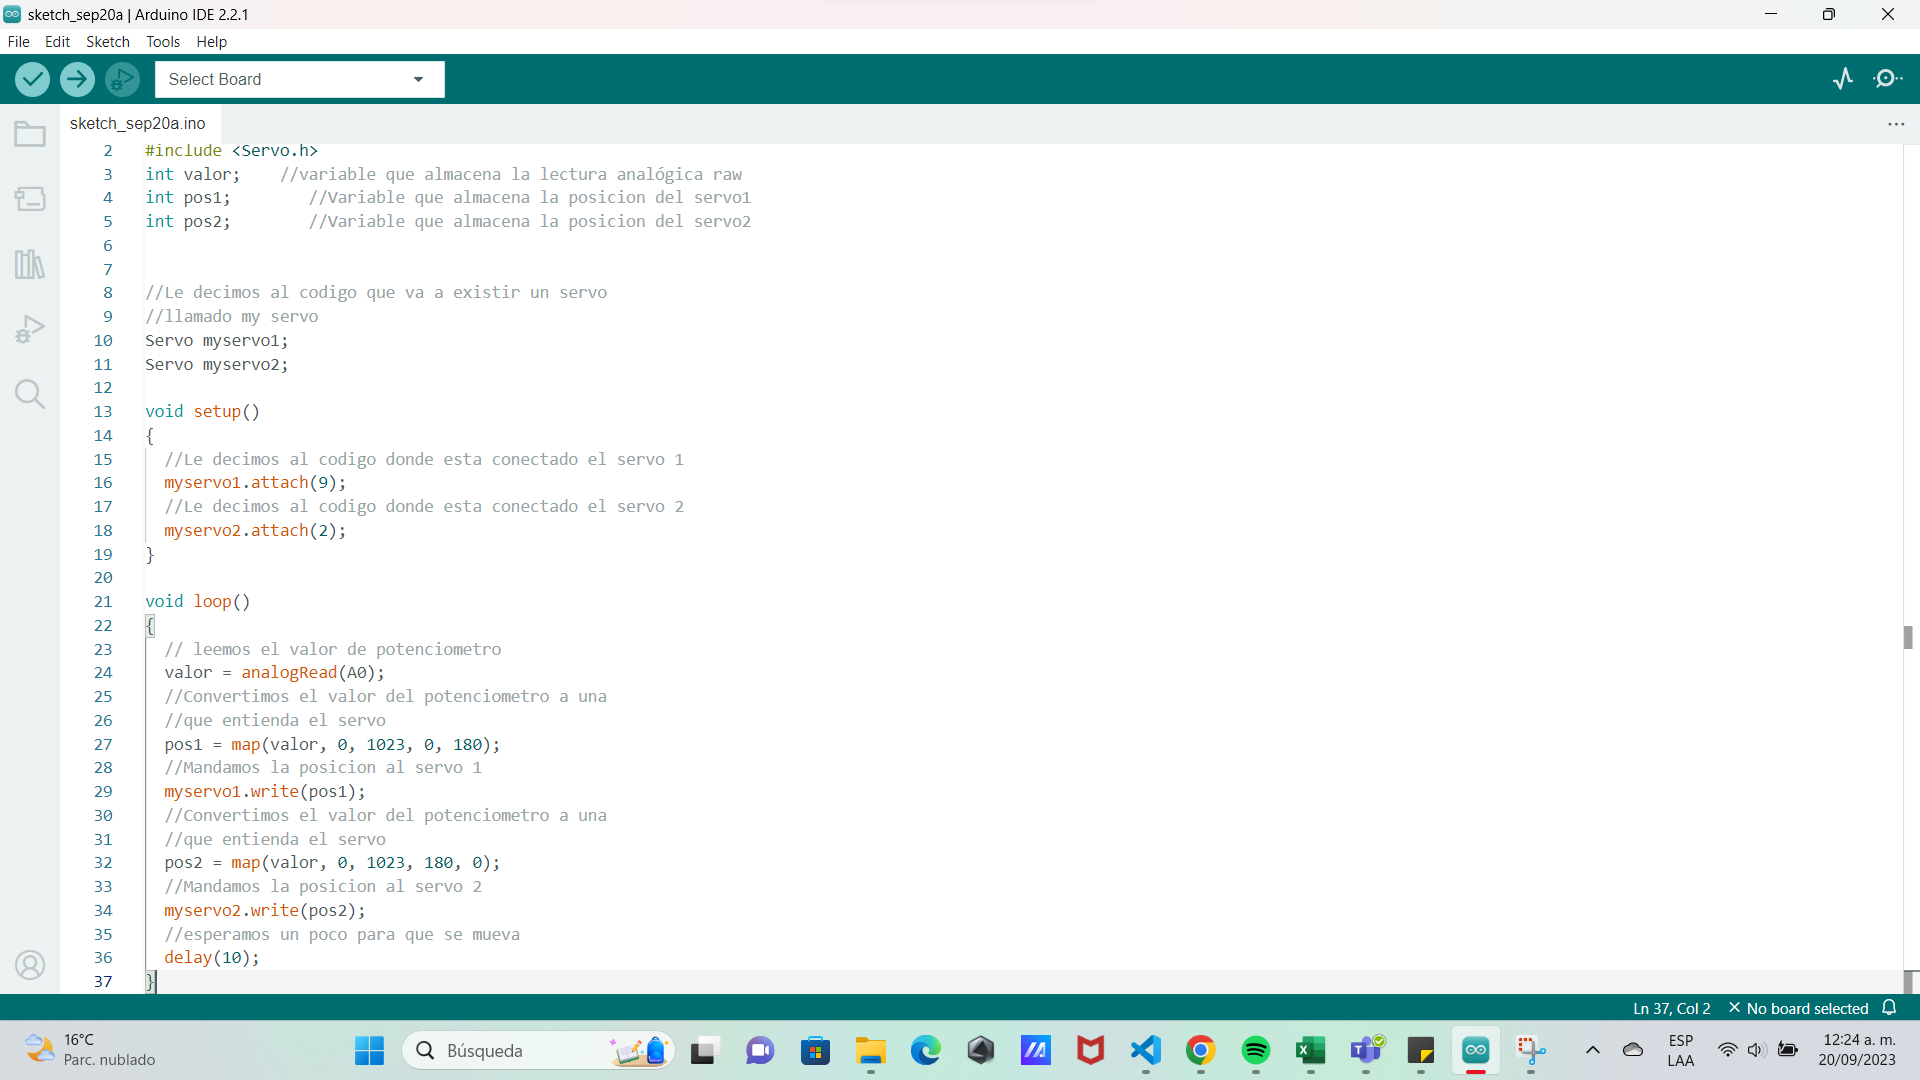 sketch_sep20a | Arduino IDE 2.2.1
File Edit Sketch Tools Help
Select Board
sketch_sep20a.ino
2 #include <Servo.h>
3 int valor; //variable que almacena la lectura analógica raw
4 int pos1; //Variable que almacena la posicion del servo1
5 int pos2; //Variable que almacena la posicion del servo2
6
7
8 //Le decimos al codigo que va a existir un servo
9 //llamado my servo
10 Servo myservo1;
11 Servo myservo2;
12
13 void setup()
14 {
15 //Le decimos al codigo donde esta conectado el servo 1
16 myservo1.attach(9);
17 //Le decimos al codigo donde esta conectado el servo 2
18 myservo2.attach(2);
19 }
20
21 void loop()
22 {
23 // leemos el valor de potenciometro
24 valor = analogRead(A0);
25 //Convertimos el valor del potenciometro a una
26 //que entienda el servo
27 pos1 = map(valor, 0, 1023, 0, 180);
28 //Mandamos la posicion al servo 1
29 myservo1.write(pos1);
30 //Convertimos el valor del potenciometro a una
31 //que entienda el servo
32 pos2 = map(valor, 0, 1023, 180, 0);
33 //Mandamos la posicion al servo 2
34 myservo2.write(pos2);
35 //esperamos un poco para que se mueva
36 delay(10);
37 }
Ln 37, Col 2 No board selected
16°C
Parc. nublado
Búsqueda
ESP
LAA
12:24 a. m.
20/09/2023